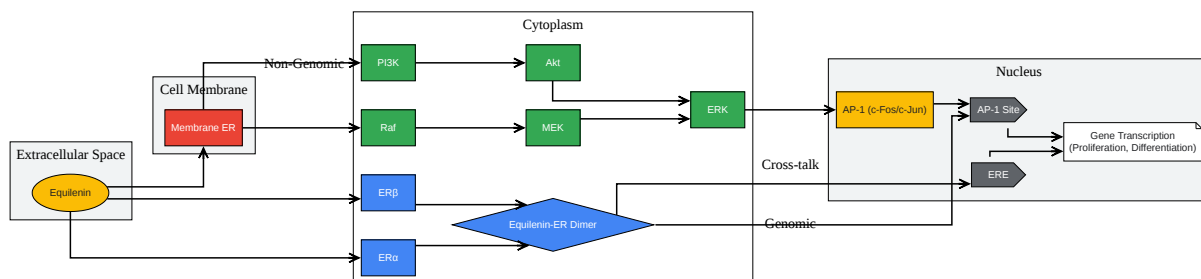 Cytoplasm
Non-Genomic
PI3K
Akt
Nucleus
Cell Membrane
ERK
AP-1 (c-Fos/c-Jun)
AP-1 Site
Membrane ER
Raf
MEK
Gene Transcription
(Proliferation, Differentiation)
Extracellular Space
Cross-talk
ERE
Equilenin
ERβ
Equilenin-ER Dimer
Genomic
ERα